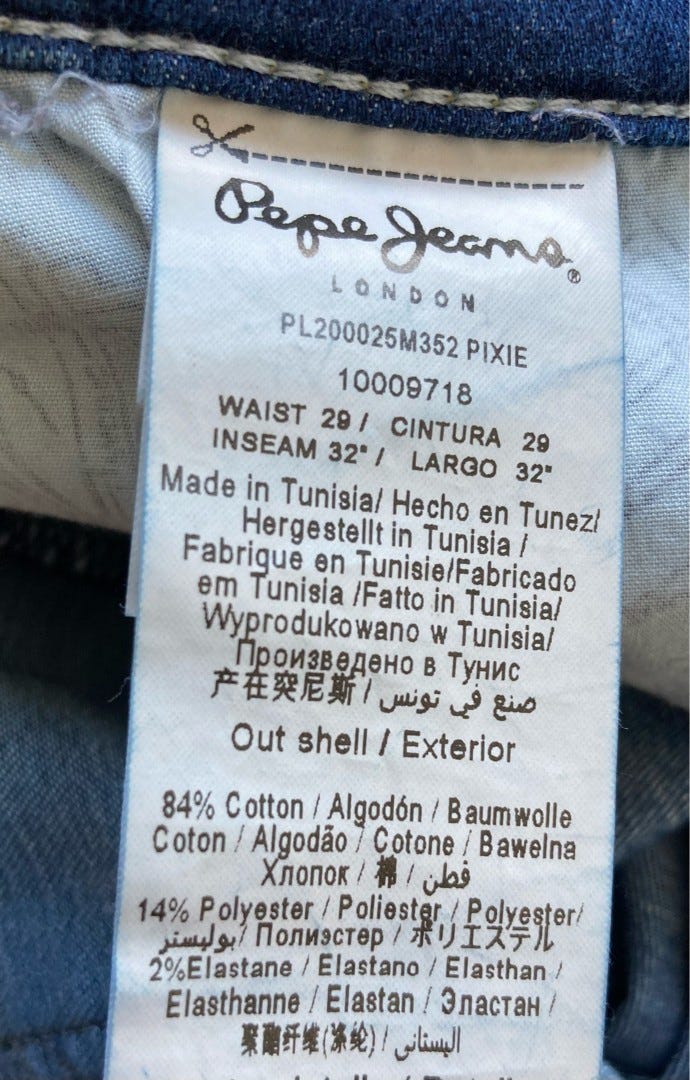 Pepe Jeans®
LONDON
PL200025M352 PIXIE
10009718
WAIST 29 / CINTURA 29
INSEAM 32" / LARGO 32"
Made in Tunisia/ Hecho en Tunez/
Hergestellt in Tunisia /
Fabrique en Tunisie/Fabricado
em Tunisia /Fatto in Tunisia/
Wyprodukowano w Tunisia/
Произведено в Тунис
产在突尼斯 / صنع في تونس
Out shell / Exterior
84% Cotton / Algodón / Baumwolle
Coton / Algodão / Cotone / Bawelna
Хлопок / 棉 / قطن
14% Polyester / Poliester / Polyester/
بوليستر/ Полиэстер / ポリエステル
2%Elastane / Elastano / Elasthan /
Elasthanne / Elastan / Эластан /
聚酯纤维(涤纶) / اليستاني